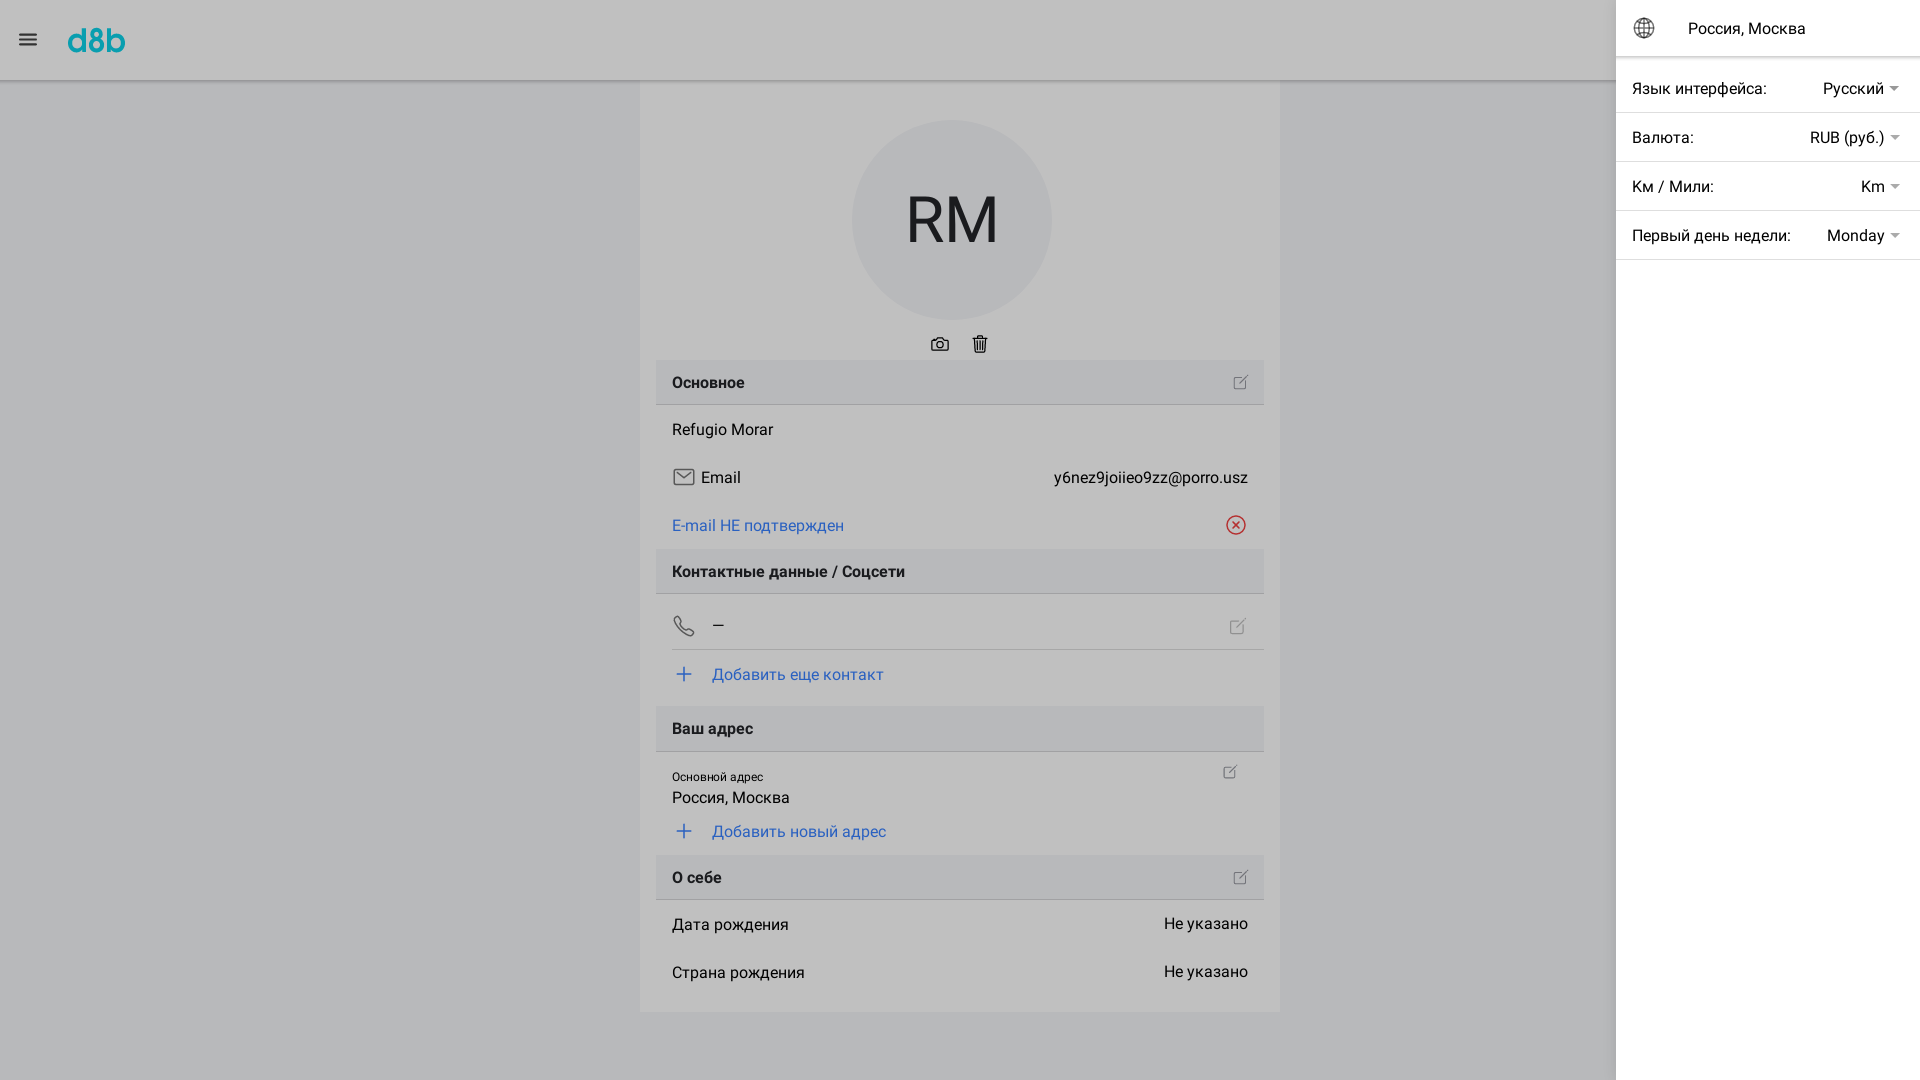 d8b
RM
Основное
Refugio Morar
Email
y6nez9joiieo9zz@porro.usz
E-mail НЕ подтвержден
Контактные данные / Соцсети
—
Добавить еще контакт
Ваш адрес
Основной адрес
Россия, Москва
Добавить новый адрес
О себе
Дата рождения
Не указано
Страна рождения
Не указано
Россия, Москва
Язык интерфейса:
Русский
Валюта:
RUB (руб.)
Км / Мили:
Km
Первый день недели:
Monday